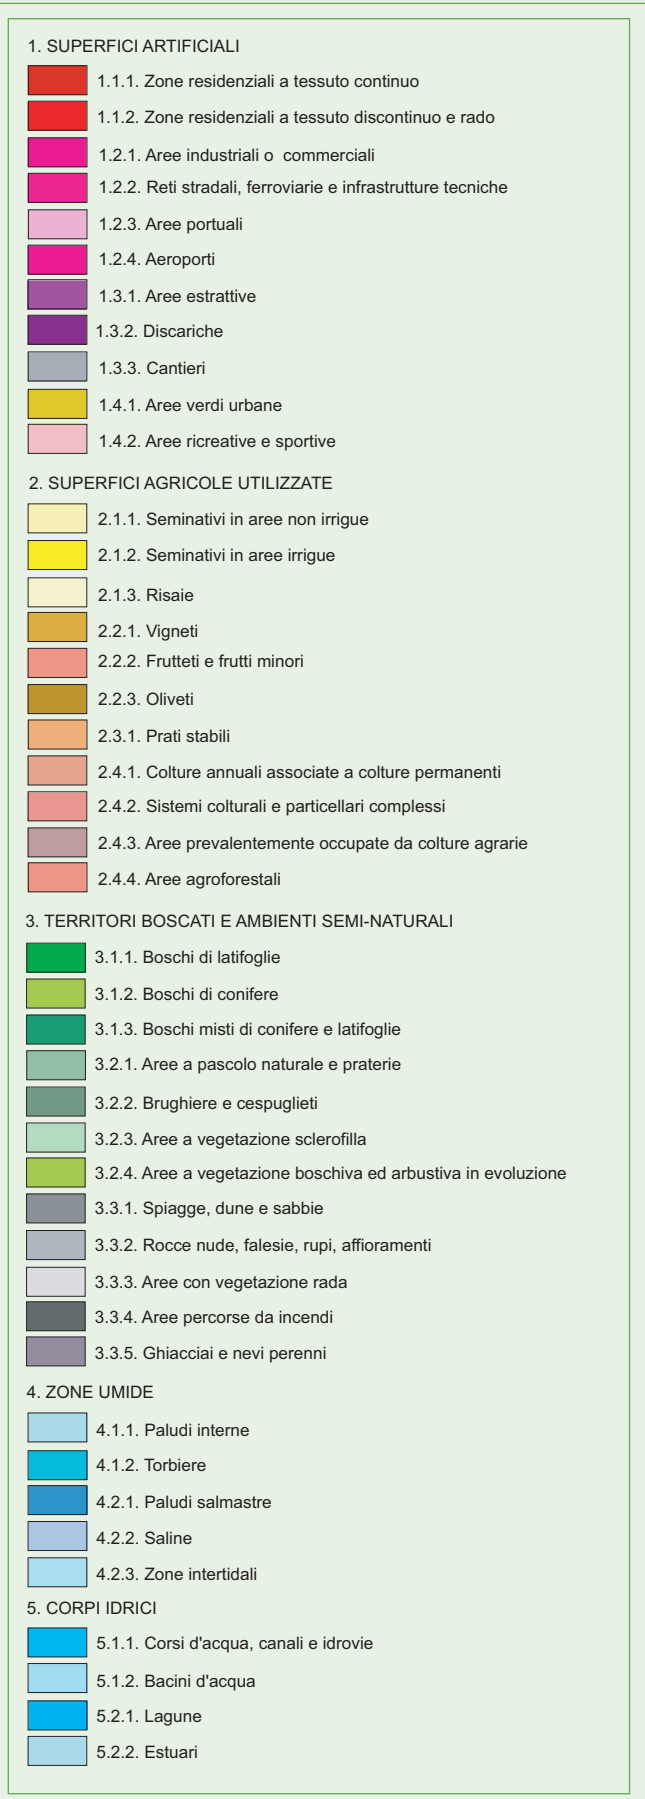 1. SUPERFICI ARTIFICIALI
1.1.1. Zone residenziali a tessuto continuo
1.1.2. Zone residenziali a tessuto discontinuo e rado
1.2.1. Aree industriali o commerciali
1.2.2. Reti stradali, ferroviarie e infrastrutture tecniche
1.2.3. Aree portuali
1.2.4. Aeroporti
1.3.1. Aree estrattive
1.3.2. Discariche
1.3.3. Cantieri
1.4.1. Aree verdi urbane
1.4.2. Aree ricreative e sportive
2. SUPERFICI AGRICOLE UTILIZZATE
2.1.1. Seminativi in aree non irrigue
2.1.2. Seminativi in aree irrigue
2.1.3. Risaie
2.2.1. Vigneti
2.2.2. Frutteti e frutti minori
2.2.3. Oliveti
2.3.1. Prati stabili
2.4.1. Colture annuali associate a colture permanenti
2.4.2. Sistemi colturali e particellari complessi
2.4.3. Aree prevalentemente occupate da colture agrarie
2.4.4. Aree agroforestali
3. TERRITORI BOSCATI E AMBIENTI SEMI-NATURALI
3.1.1. Boschi di latifoglie
3.1.2. Boschi di conifere
3.1.3. Boschi misti di conifere e latifoglie
3.2.1. Aree a pascolo naturale e praterie
3.2.2. Brughiere e cespuglieti
3.2.3. Aree a vegetazione sclerofilla
3.2.4. Aree a vegetazione boschiva ed arbustiva in evoluzione
3.3.1. Spiagge, dune e sabbie
3.3.2. Rocce nude, falesie, rupi, affioramenti
3.3.3. Aree con vegetazione rada
3.3.4. Aree percorse da incendi
3.3.5. Ghiacciai e nevi perenni
4. ZONE UMIDE
4.1.1. Paludi interne
4.1.2. Torbiere
4.2.1. Paludi salmastre
4.2.2. Saline
4.2.3. Zone intertidali
5. CORPI IDRICI
5.1.1. Corsi d'acqua, canali e idrovie
5.1.2. Bacini d'acqua
5.2.1. Lagune
5.2.2. Estuari